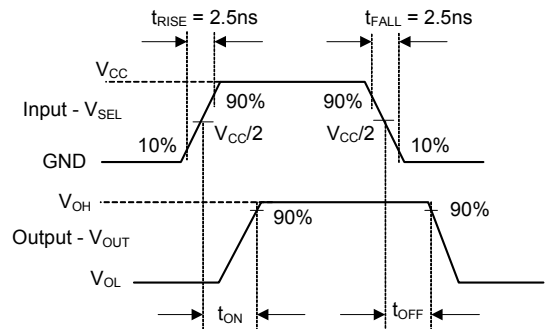 tRISE = 2.5ns tFALL = 2.5ns
VCC
90% 90%
Input - VSEL
VCC/2 VCC/2
10% 10%
GND
VOH
90% 90%
Output - VOUT
VOL
tON tOFF